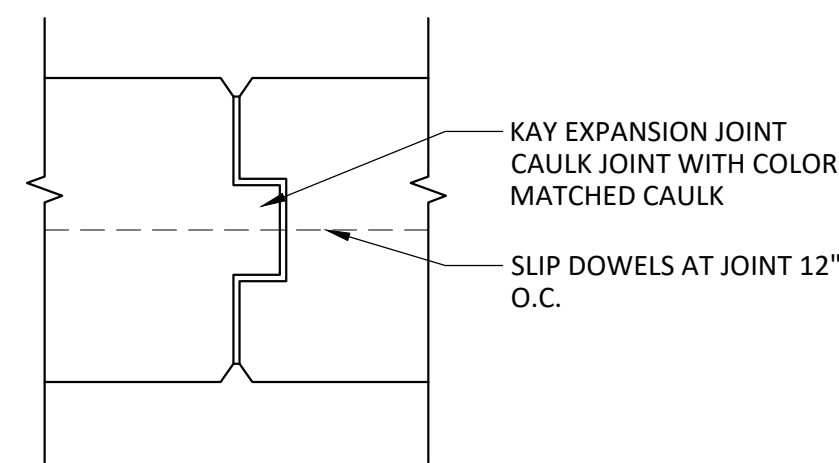 KAY EXPANSION JOINT
CAULK JOINT WITH COLOR
MATCHED CAULK
SLIP DOWELS AT JOINT 12"
O.C.